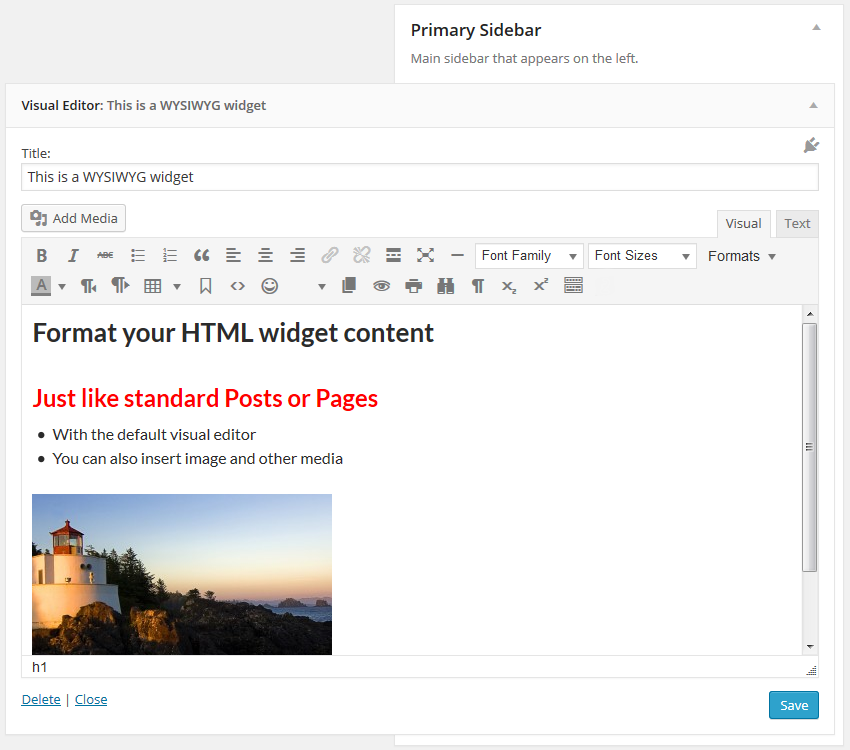 Primary Sidebar
Main sidebar that appears on the left.
Visual Editor: This is a WYSIWYG widget
Title:
This is a WYSIWYG widget
Add Media
Visual Text
B I ABC Font Family Font Sizes Formats
A ¶ ¶ ¶ x₂ x²
Format your HTML widget content
Just like standard Posts or Pages
• With the default visual editor
• You can also insert image and other media
h1
Delete | Close
Save